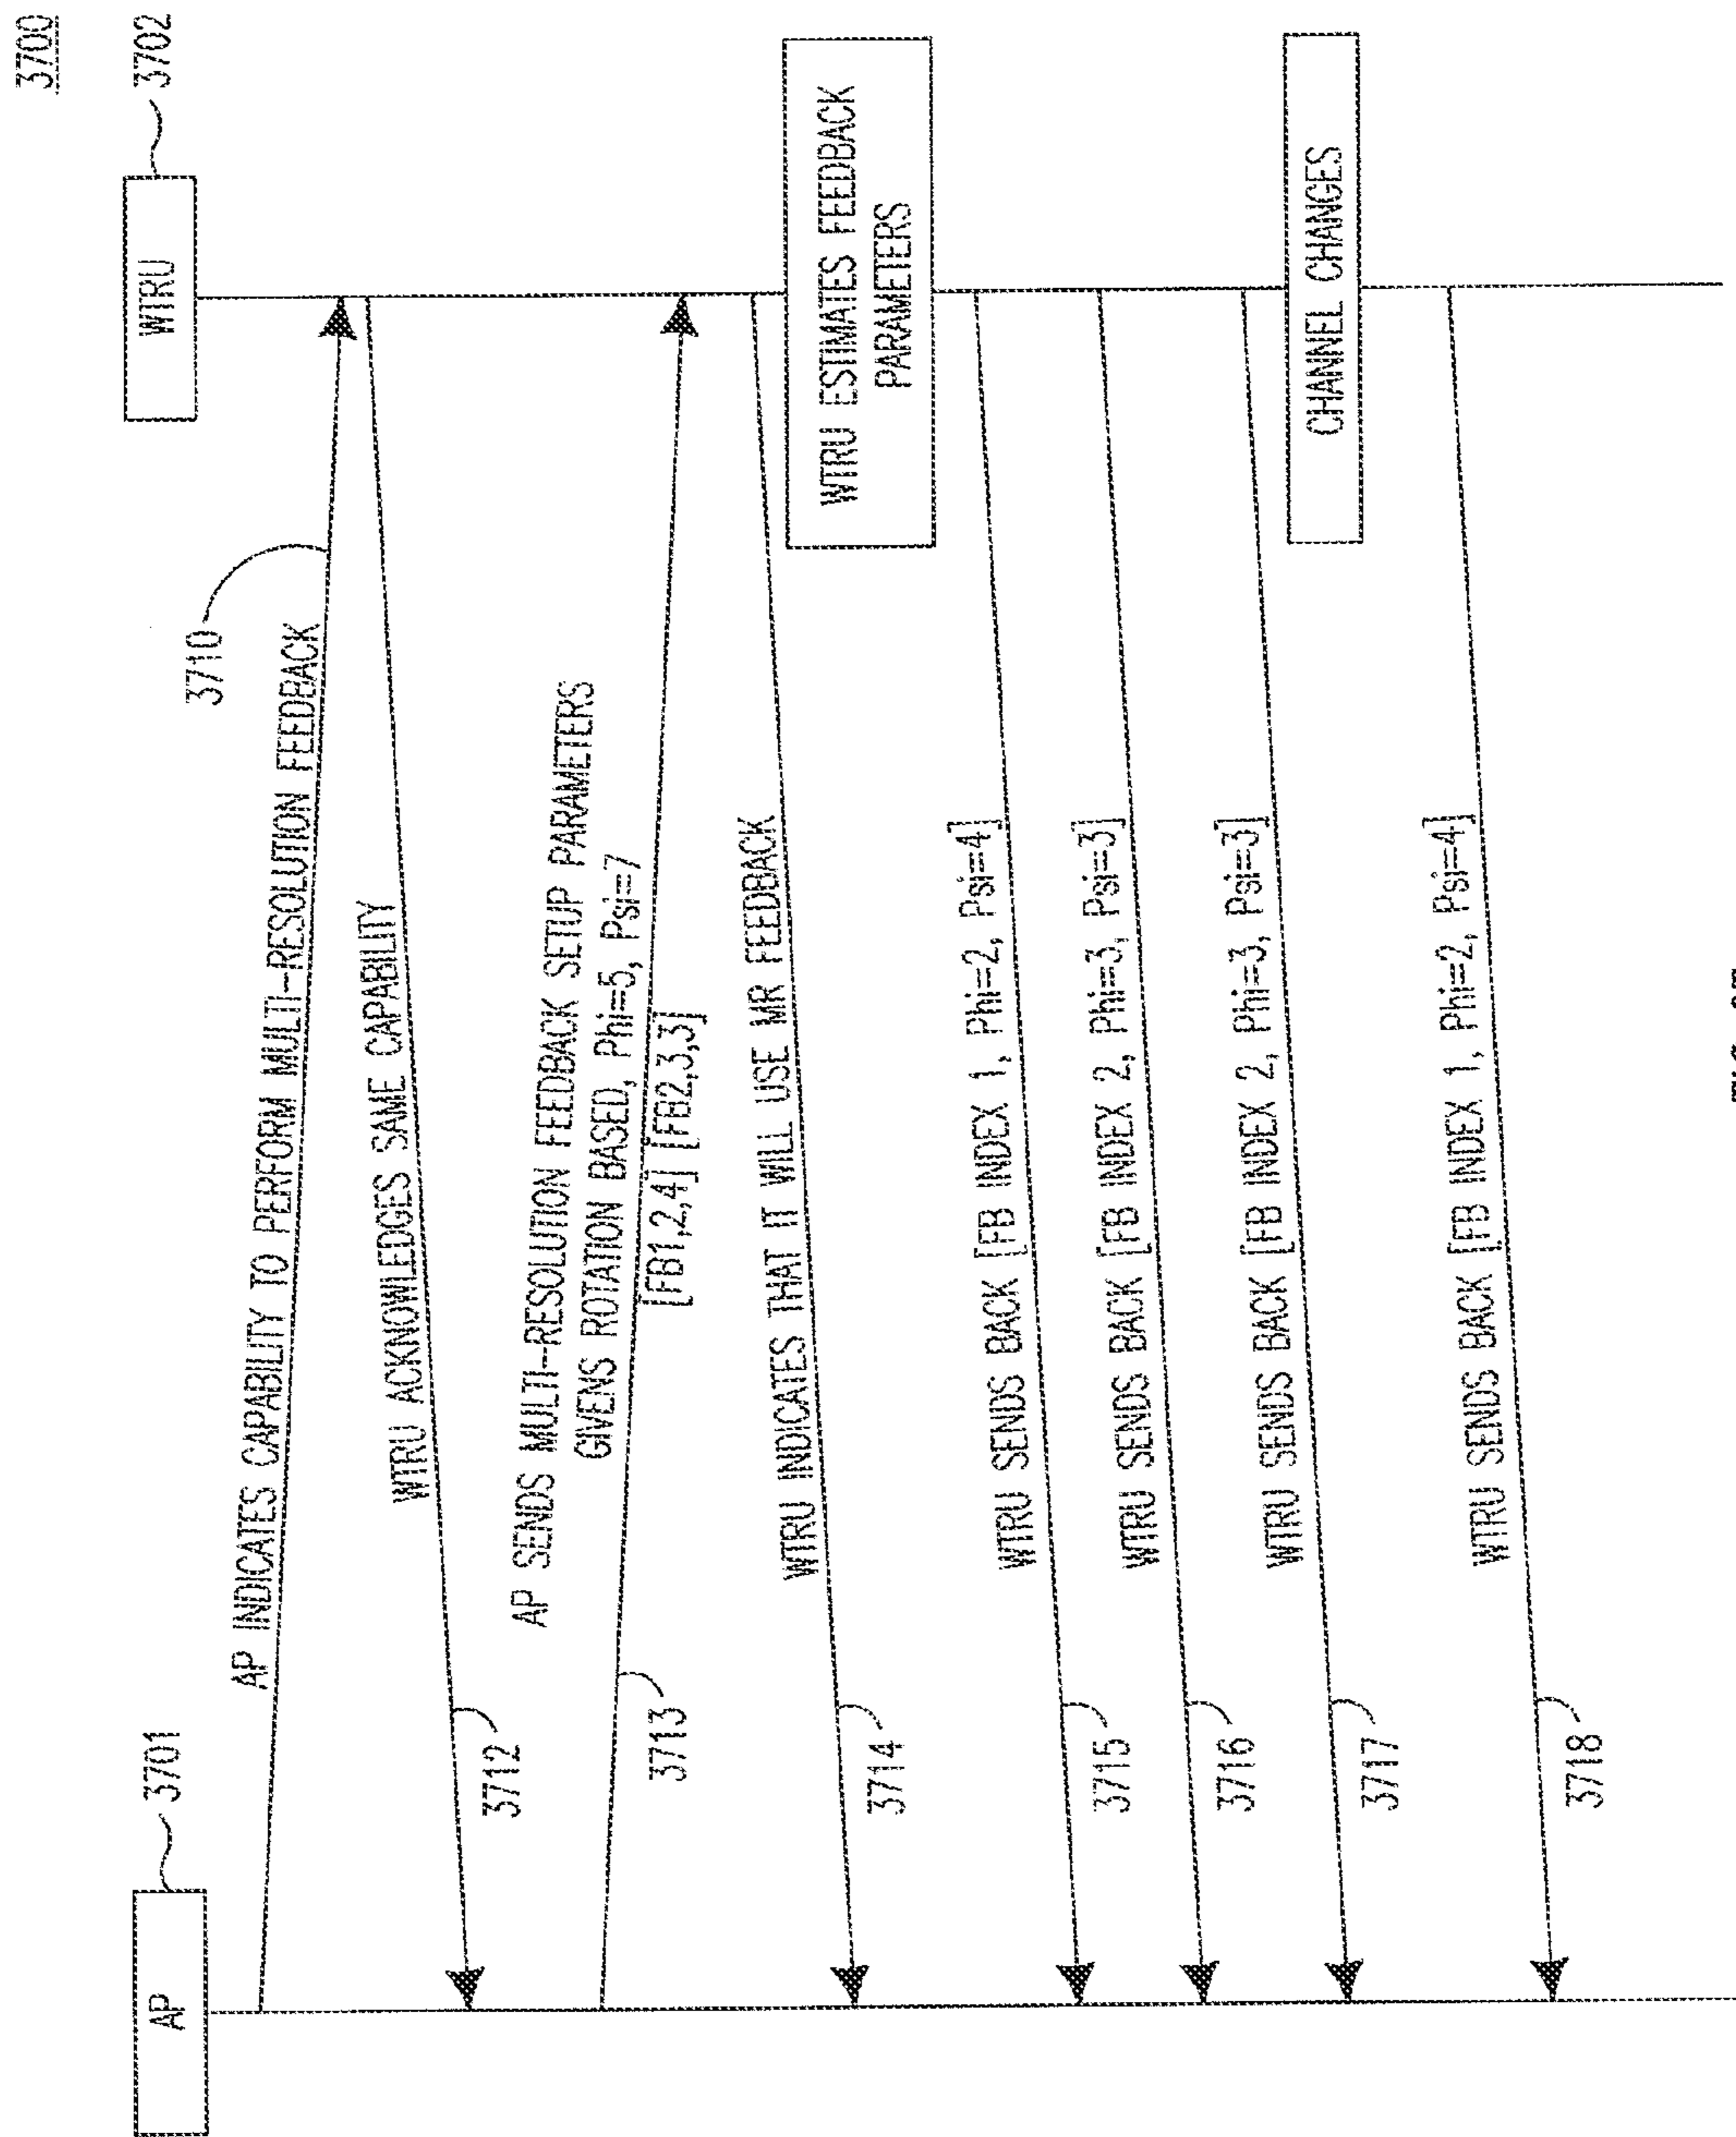 3700
AP
3701
WTRU
3702
AP INDICATES CAPABILITY TO PERFORM MULTI-RESOLUTION FEEDBACK
3710
WTRU ACKNOWLEDGES SAME CAPABILITY
3712
AP SENDS MULTI-RESOLUTION FEEDBACK SETUP PARAMETERS
GIVENS ROTATION BASED, Phi=5, Psi=7
[FB1,2,4] [FB2,3,3]
3713
WTRU INDICATES THAT IT WILL USE MR FEEDBACK
3714
WTRU ESTIMATES FEEDBACK
PARAMETERS
WTRU SENDS BACK [FB INDEX 1, Phi=2, Psi=4]
3715
WTRU SENDS BACK [FB INDEX 2, Phi=3, Psi=3]
3716
WTRU SENDS BACK [FB INDEX 2, Phi=3, Psi=3]
3717
CHANNEL CHANGES
WTRU SENDS BACK [FB INDEX 1, Phi=2, Psi=4]
3718